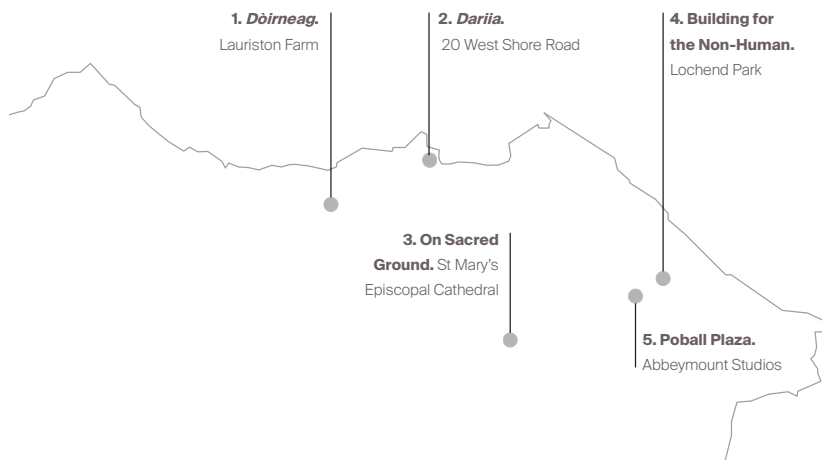 1. Dòirneag.
Lauriston Farm
2. Dariia.
20 West Shore Road
3. On Sacred
Ground. St Mary's
Episcopal Cathedral
4. Building for
the Non-Human.
Lochend Park
5. Poball Plaza.
Abbeymount Studios